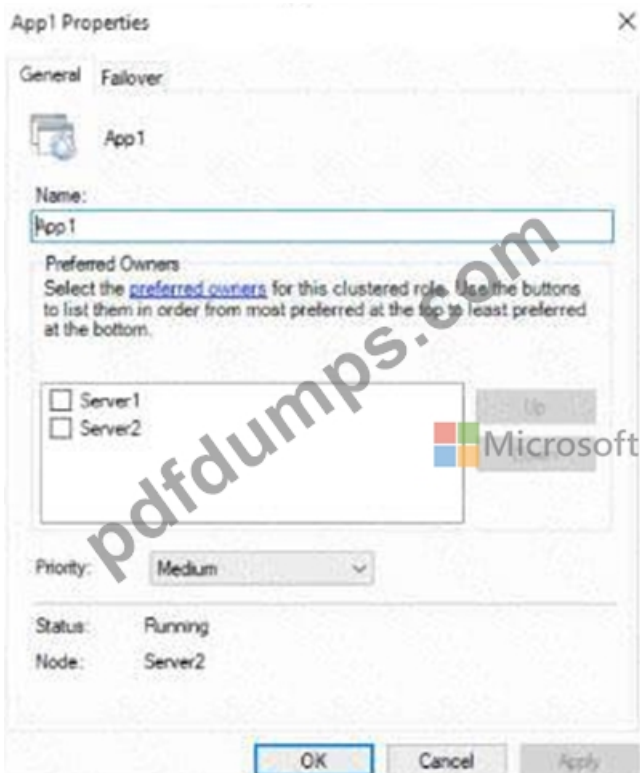 App1 Properties
General Failover
App1
Name:
App1
Preferred Owners
Select the preferred owners for this clustered role. Use the buttons
to list them in order from most preferred at the top to least preferred
at the bottom.
Server1
Server2
Up
Microsoft
Priority: Medium
Status: Running
Node: Server2
OK Cancel Apply
pdfdumps.com